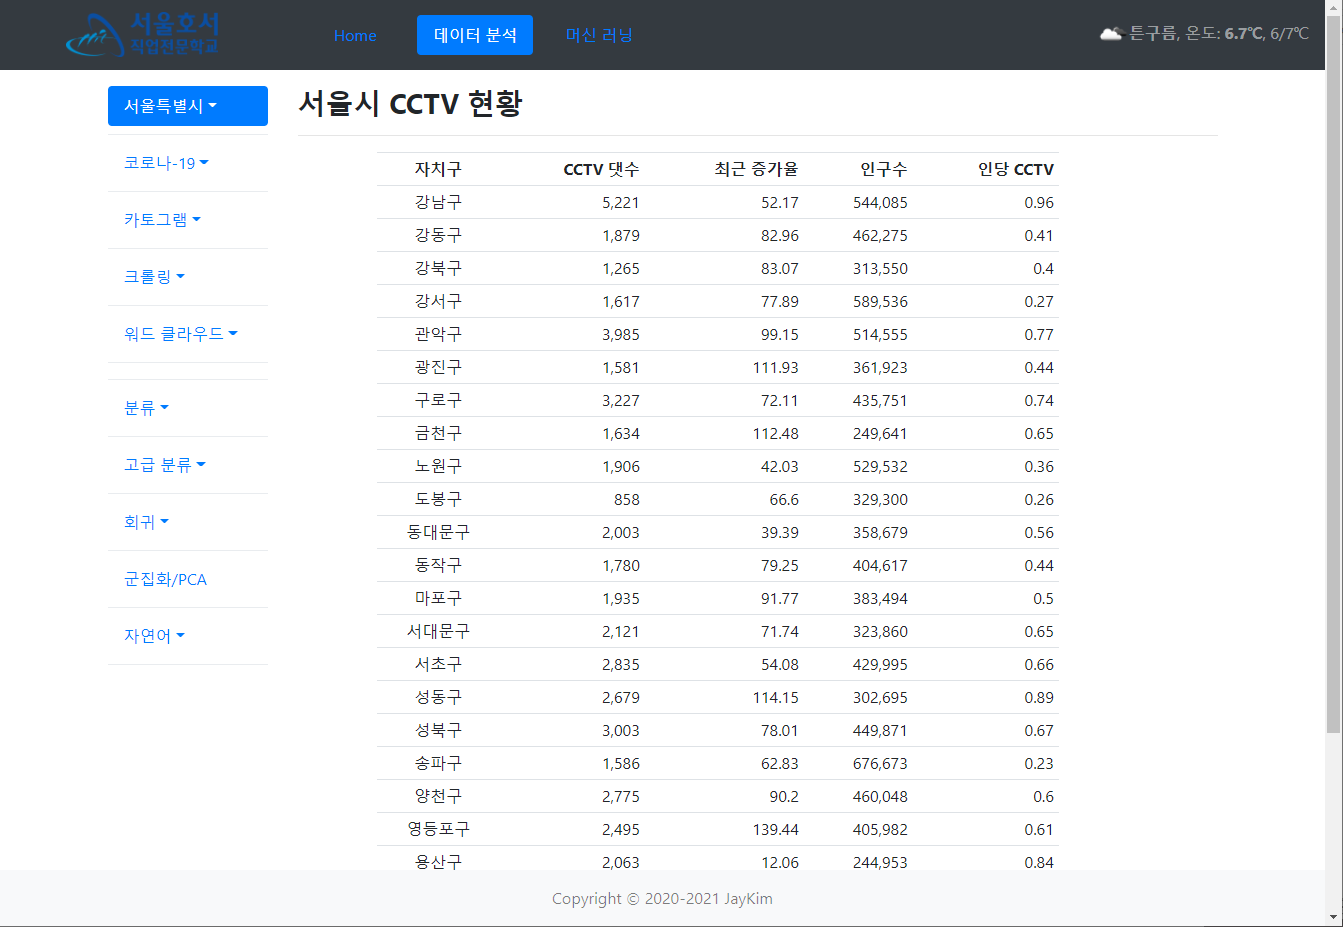 서울호서
직업전문학교
Home
데이터 분석
머신 러닝
튼구름, 온도: 6.7℃, 6/7℃
서울특별시
코로나-19
카토그램
크롤링
워드 클라우드
분류
고급 분류
회귀
군집화/PCA
자연어
서울시 CCTV 현황
자치구 CCTV 댓수 최근 증가율 인구수 인당 CCTV
강남구 5,221 52.17 544,085 0.96
강동구 1,879 82.96 462,275 0.41
강북구 1,265 83.07 313,550 0.4
강서구 1,617 77.89 589,536 0.27
관악구 3,985 99.15 514,555 0.77
광진구 1,581 111.93 361,923 0.44
구로구 3,227 72.11 435,751 0.74
금천구 1,634 112.48 249,641 0.65
노원구 1,906 42.03 529,532 0.36
도봉구 858 66.6 329,300 0.26
동대문구 2,003 39.39 358,679 0.56
동작구 1,780 79.25 404,617 0.44
마포구 1,935 91.77 383,494 0.5
서대문구 2,121 71.74 323,860 0.65
서초구 2,835 54.08 429,995 0.66
성동구 2,679 114.15 302,695 0.89
성북구 3,003 78.01 449,871 0.67
송파구 1,586 62.83 676,673 0.23
양천구 2,775 90.2 460,048 0.6
영등포구 2,495 139.44 405,982 0.61
용산구 2,063 12.06 244,953 0.84
Copyright © 2020-2021 JayKim